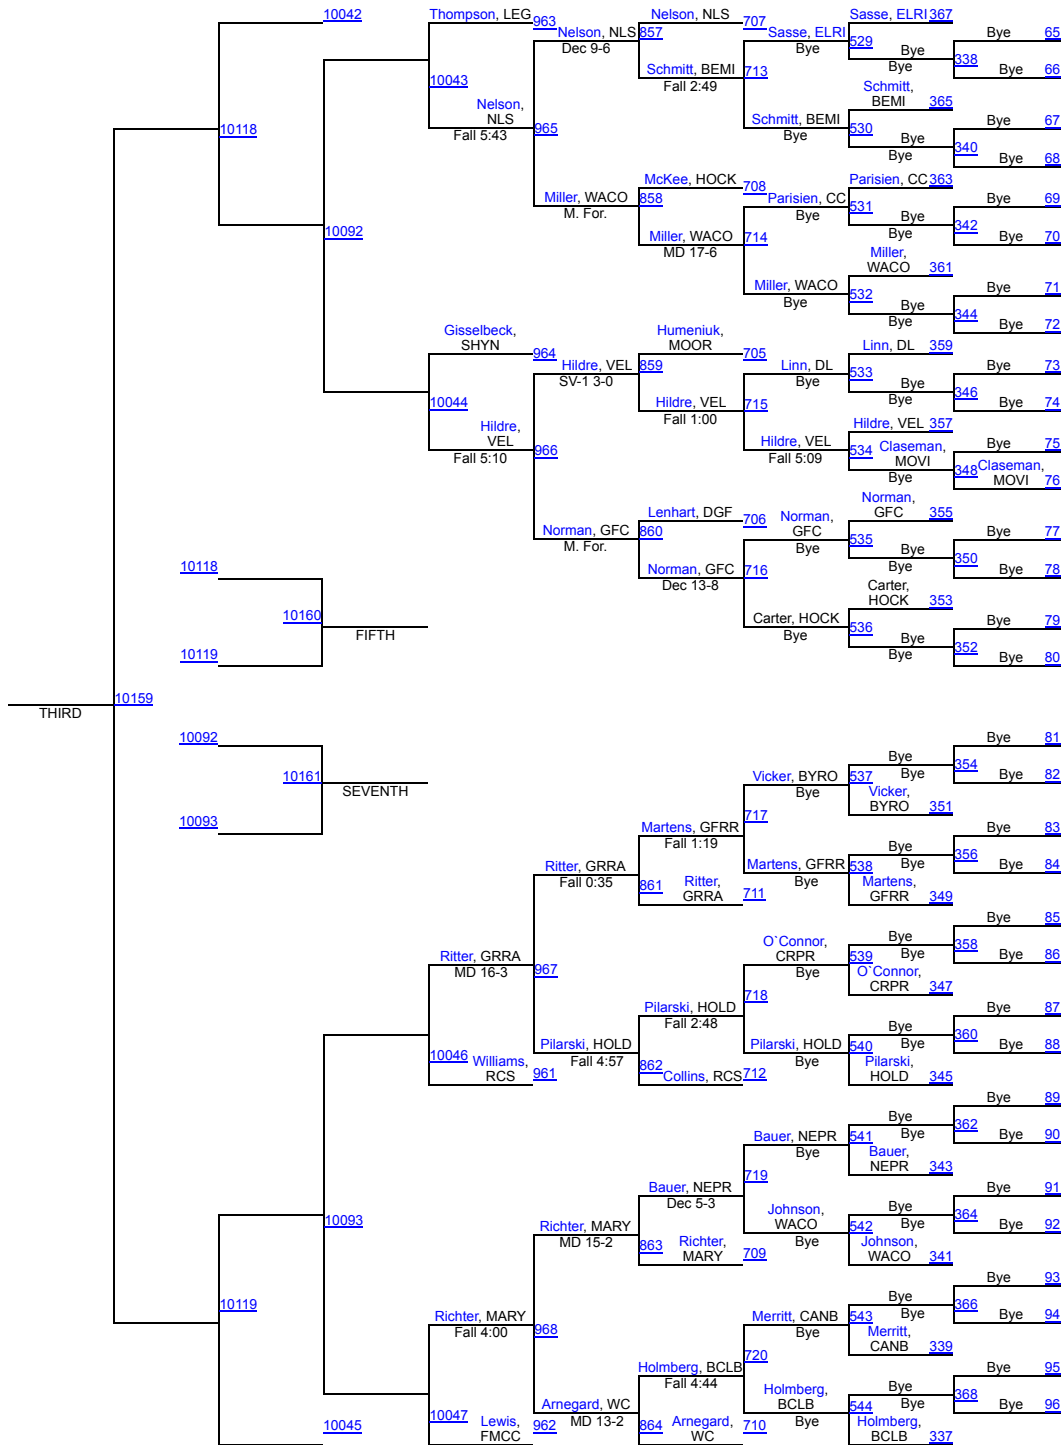 10042
Thompson, LEG
963
Nelson, NLS
857
Dec 9-6
Nelson, NLS
707
Sasse, ELRI
529
Bye
Sasse, ELRI 367
Bye
Bye
338
Bye 65
Bye 66
Schmitt, BEMI
713
Fall 2:49
10043
Schmitt,
BEMI 365
Nelson,
NLS
965
Fall 5:43
Schmitt, BEMI
530
Bye
Bye
Bye
340
Bye 67
Bye 68
10118
McKee, HOCK
708
Miller, WACO
858
M. For.
Parisien, CC
531
Bye
Parisien, CC 363
Bye
Bye
342
Bye 69
Bye 70
10092
Miller, WACO
714
MD 17-6
Miller,
WACO 361
Miller, WACO
532
Bye
Bye
Bye
344
Bye 71
Bye 72
Gisselbeck,
SHYN
964
Humeniuk,
MOOR
705
Hildre, VEL
859
SV-1 3-0
Linn, DL
533
Bye
Linn, DL 359
Bye
Bye
346
Bye 73
Bye 74
10044
Hildre, VEL
715
Fall 1:00
Hildre, VEL 357
Hildre,
VEL
966
Fall 5:10
Hildre, VEL
534
Fall 5:09
Claseman,
MOVI
Bye
348
Bye 75
Claseman,
MOVI 76
Lenhart, DGF
706
Norman, GFC
860
M. For.
Norman,
GFC
535
Bye
Norman,
GFC 355
Bye
Bye
350
Bye 77
Bye 78
Norman, GFC
716
Dec 13-8
Carter,
HOCK 353
Carter, HOCK
536
Bye
Bye
Bye
352
Bye 79
Bye 80
10118
10160
FIFTH
10119
THIRD
10159
10092
10161
SEVENTH
10093
Vicker, BYRO
537
Bye
Bye
Bye
354
Bye 81
Bye 82
Vicker,
BYRO 351
717
Martens, GFRR
Fall 1:19
Martens, GFRR
538
Bye
Bye
Bye
356
Bye 83
Bye 84
Martens,
GFRR 349
Ritter, GRRA
861
Fall 0:35
Ritter,
GRRA
711
Ritter, GRRA
MD 16-3
967
O`Connor,
CRPR
539
Bye
Bye
Bye
358
Bye 85
Bye 86
O`Connor,
CRPR 347
718
Pilarski, HOLD
Fall 2:48
Pilarski, HOLD
540
Bye
Bye
Bye
360
Bye 87
Bye 88
Pilarski,
HOLD 345
Pilarski, HOLD
862
Fall 4:57
Collins, RCS
712
10046
Williams,
RCS
961
Bauer, NEPR
541
Bye
Bye
Bye
362
Bye 89
Bye 90
Bauer,
NEPR 343
719
Bauer, NEPR
Dec 5-3
10093
Johnson,
WACO
542
Bye
Bye
Bye
364
Bye 91
Bye 92
Johnson,
WACO 341
Richter, MARY
863
MD 15-2
Richter,
MARY
709
10119
Richter, MARY
968
Fall 4:00
Merritt, CANB
543
Bye
Bye
Bye
366
Bye 93
Bye 94
Merritt,
CANB 339
720
Holmberg, BCLB
Fall 4:44
Holmberg,
BCLB
544
Bye
Bye
Bye
368
Bye 95
Bye 96
Holmberg,
BCLB 337
Arnegard, WC
864
MD 13-2
Arnegard,
WC
710
10045
10047
Lewis,
FMCC
962